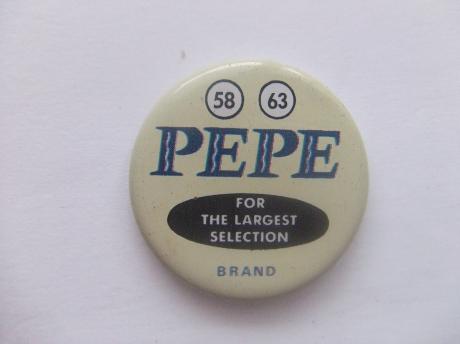 58 63
PEPE
FOR
THE LARGEST
SELECTION
BRAND